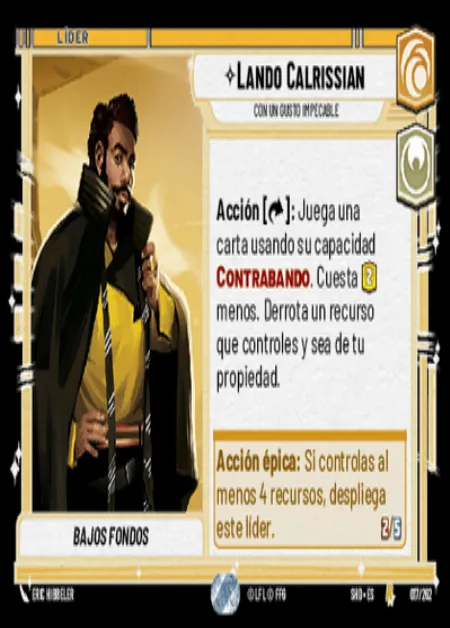 LÍDER
LANDO CALRISSIAN
CON UN GUSTO IMPECABLE
Acción [ ]: Juega una
carta usando su capacidad
CONTRABANDO. Cuesta 2
menos. Derrota un recurso
que controles y sea de tu
propiedad.
Acción épica: Si controlas al
menos 4 recursos, despliega
este líder.
2/5
BAJOS FONDOS
ERIC HIBBELER
© LFL © FFG
SHD • ES
017/262